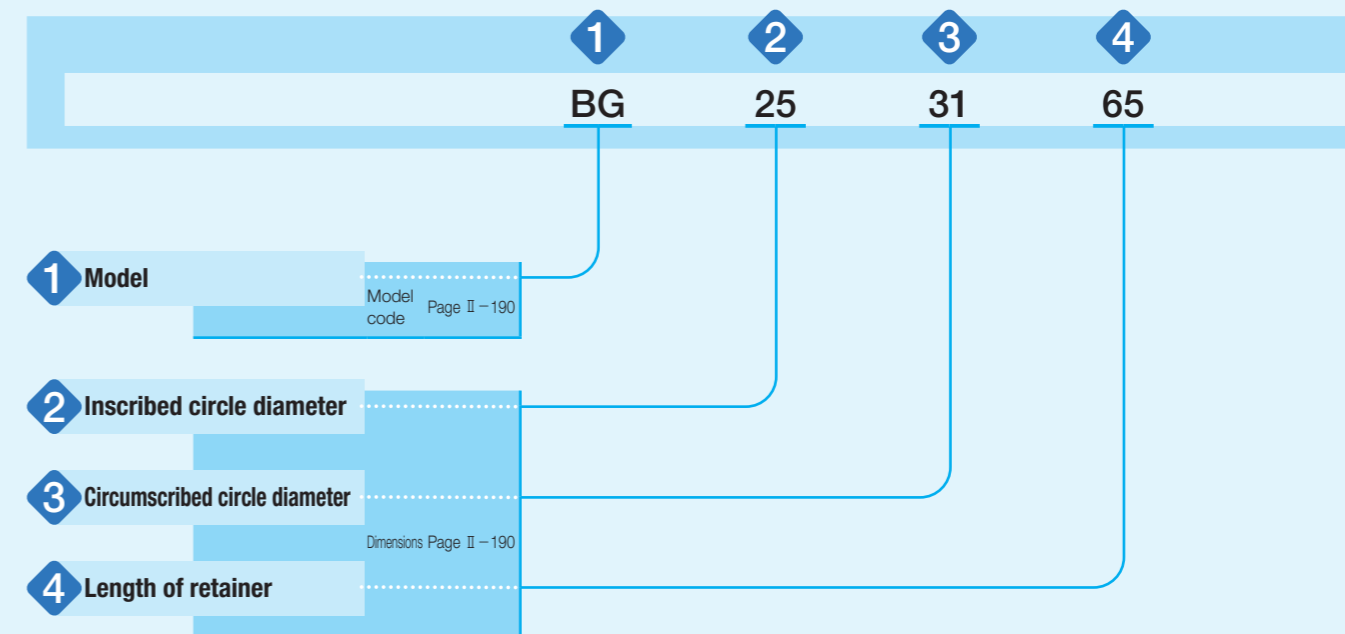 1 2 3 4
BG 25 31 65
1 Model
Model code Page Ⅱ-190
2 Inscribed circle diameter
3 Circumscribed circle diameter
Dimensions Page Ⅱ-190
4 Length of retainer